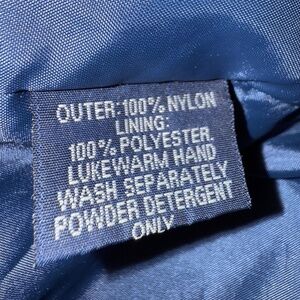 OUTER: 100% NYLON
LINING:
100% POLYESTER
LUKEWARM HAND
WASH SEPARATELY
POWDER DETERGENT
ONLY